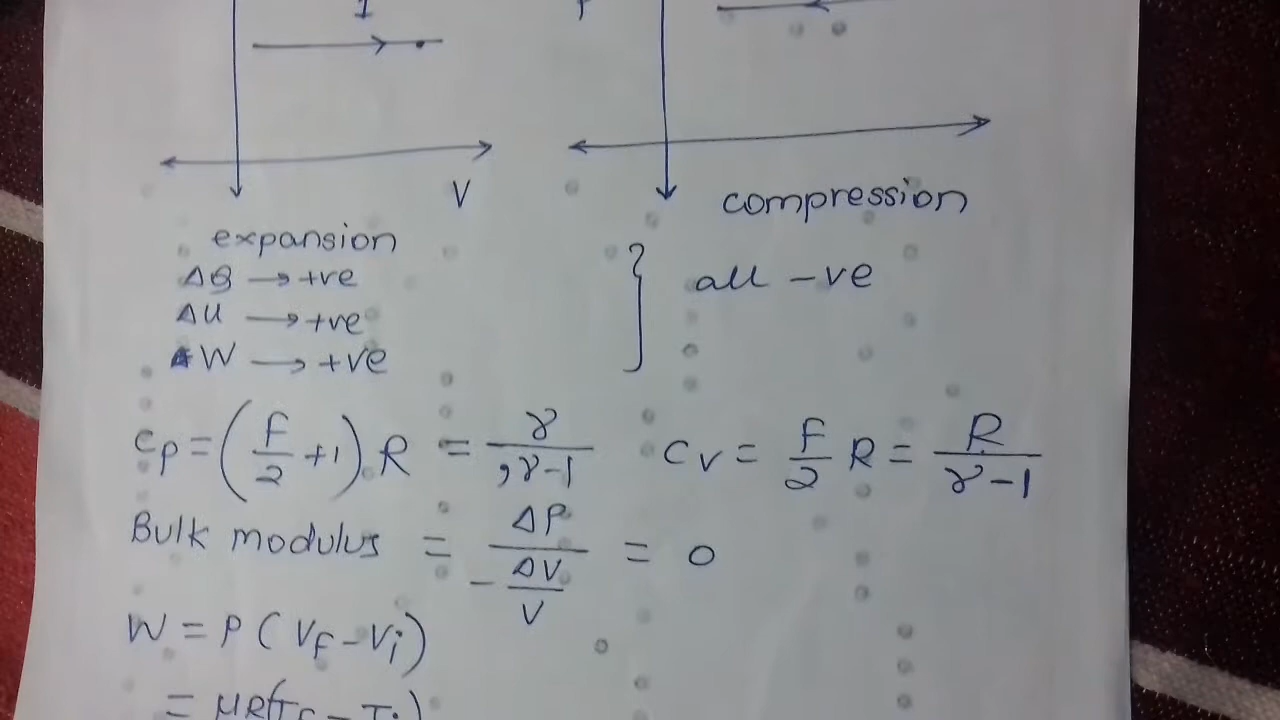 V
compression
expansion
ΔQ → +ve
ΔU → +ve
ΔW → +ve
} all -ve
Cp = (F/2 + 1) R = γ/γ-1
Cv = F/2 R = R/γ-1
Bulk modulus = ΔP / -ΔV/V = 0
W = P (VF - Vi)